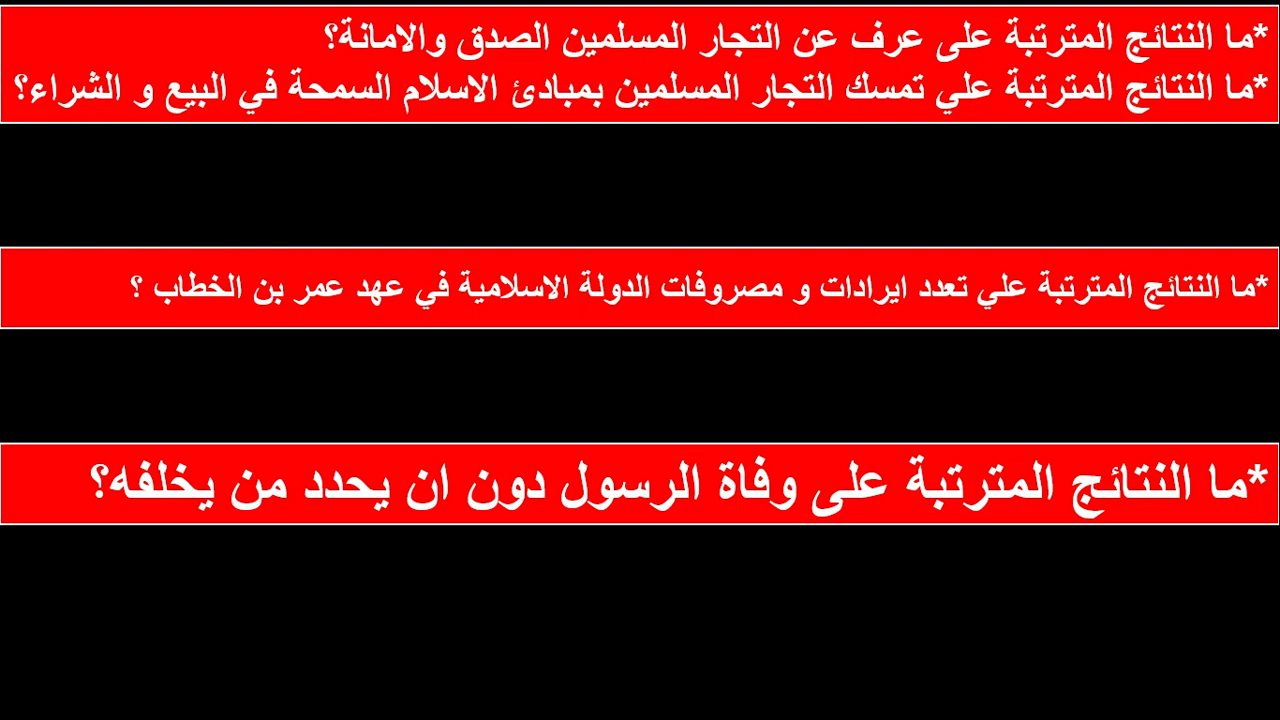 *ما النتائج المترتبة على عرف عن التجار المسلمين الصدق والامانة؟
*ما النتائج المترتبة علي تمسك التجار المسلمين بمبادئ الاسلام السمحة في البيع و الشراء؟
*ما النتائج المترتبة علي تعدد ايرادات و مصروفات الدولة الاسلامية في عهد عمر بن الخطاب ؟
*ما النتائج المترتبة على وفاة الرسول دون ان يحدد من يخلفه؟